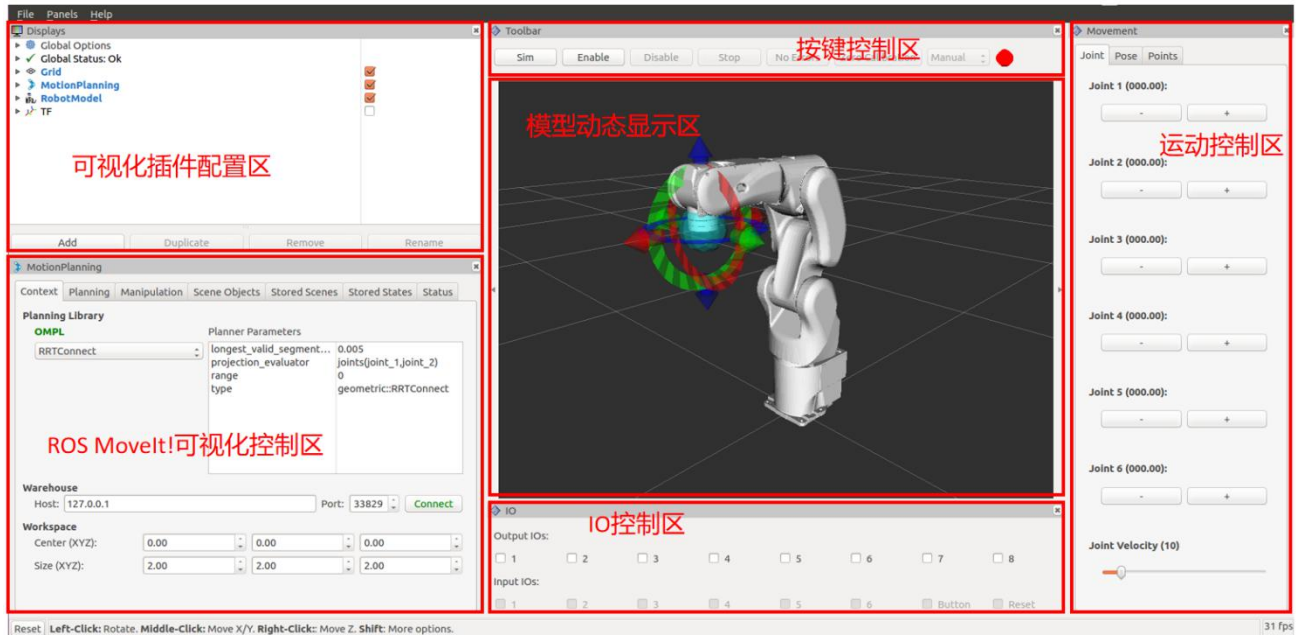 File Panels Help
Displays
Global Options
Global Status: Ok
Grid
MotionPlanning
RobotModel
TF
可视化插件配置区
Add Duplicate Remove Rename
MotionPlanning
Context Planning Manipulation Scene Objects Stored Scenes Stored States Status
Planning Library
OMPL Planner Parameters
RRTConnect
longest_valid_segment... 0.005
projection_evaluator joints(joint_1,joint_2)
range 0
type geometric::RRTConnect
ROS MoveIt!可视化控制区
Warehouse
Host: 127.0.0.1 Port: 33829 Connect
Workspace
Center (XYZ): 0.00 0.00 0.00
Size (XYZ): 2.00 2.00 2.00
Toolbar
按键控制区
Sim Enable Disable Stop Manual
模型动态显示区
IO
IO控制区
Output IOs:
1 2 3 4 5 6 7 8
Input IOs:
1 2 3 4 5 6 Button Reset
Movement
Joint Pose Points
Joint 1 (000.00):
- +
运动控制区
Joint 2 (000.00):
- +
Joint 3 (000.00):
- +
Joint 4 (000.00):
- +
Joint 5 (000.00):
- +
Joint 6 (000.00):
- +
Joint Velocity (10)
Reset Left-Click: Rotate. Middle-Click: Move X/Y. Right-Click:: Move Z. Shift: More options. 31 fps